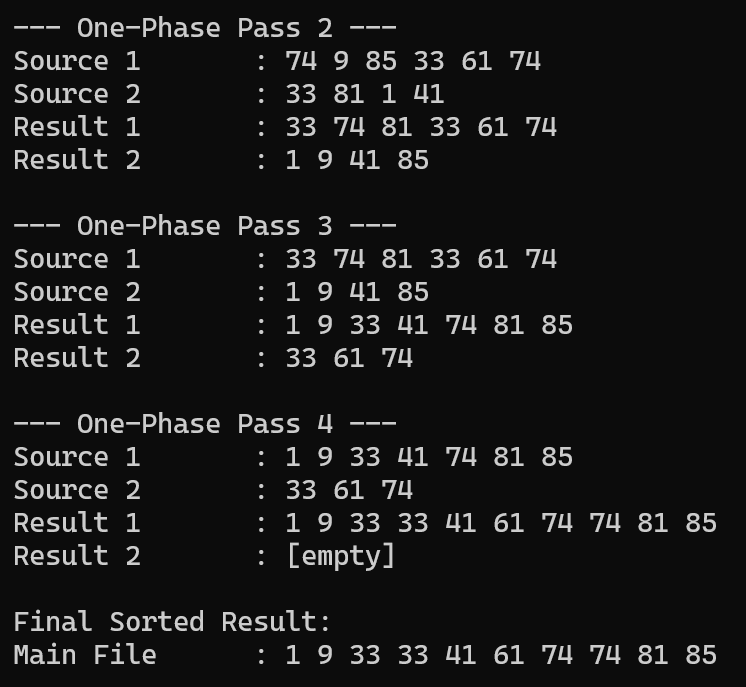 --- One-Phase Pass 2 ---
Source 1       : 74 9 85 33 61 74
Source 2       : 33 81 1 41
Result 1       : 33 74 81 33 61 74
Result 2       : 1 9 41 85

--- One-Phase Pass 3 ---
Source 1       : 33 74 81 33 61 74
Source 2       : 1 9 41 85
Result 1       : 1 9 33 41 74 81 85
Result 2       : 33 61 74

--- One-Phase Pass 4 ---
Source 1       : 1 9 33 41 74 81 85
Source 2       : 33 61 74
Result 1       : 1 9 33 33 41 61 74 74 81 85
Result 2       : [empty]

Final Sorted Result:
Main File      : 1 9 33 33 41 61 74 74 81 85